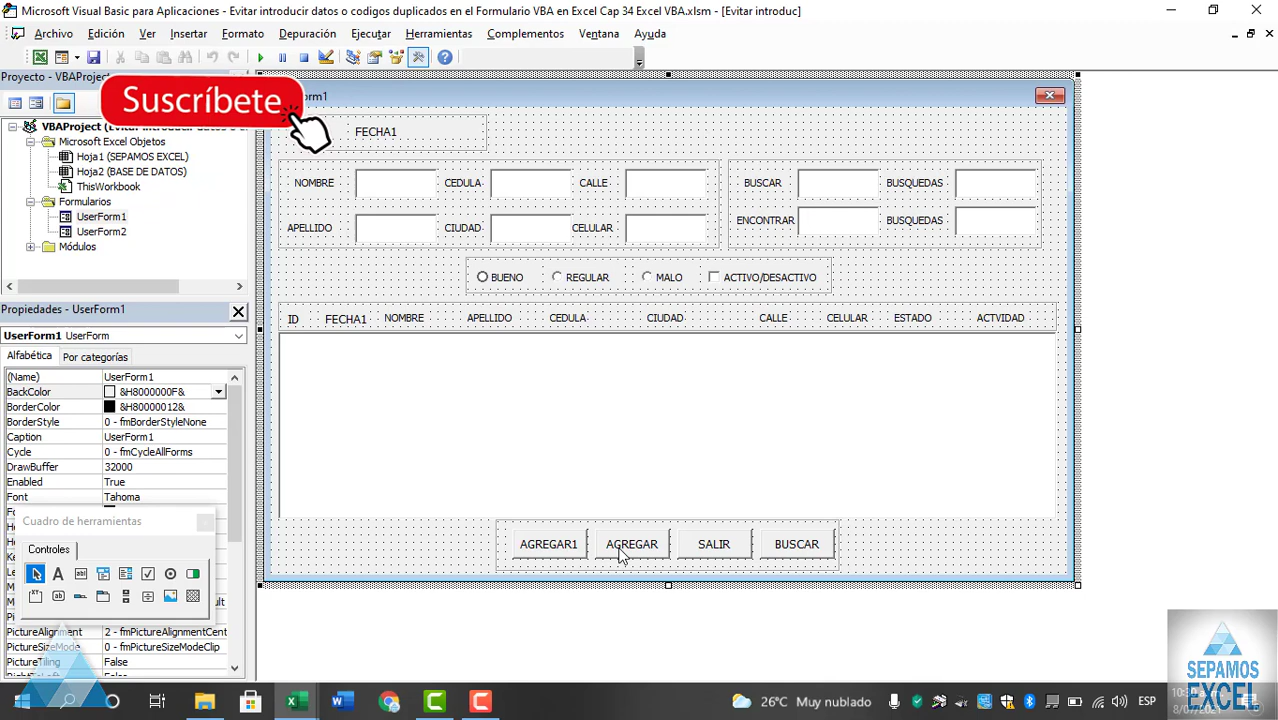 Microsoft Visual Basic para Aplicaciones - Evitar introducir datos o codigos duplicados en el Formulario VBA en Excel Cap 34 Excel VBA.xlsm - [Evitar introduc]
Archivo Edición Ver Insertar Formato Depuración Ejecutar Herramientas Complementos Ventana Ayuda
Proyecto - VBAProject
Suscríbete
VBAProject (Evitar introducir datos o
Microsoft Excel Objetos
Hoja1 (SEPAMOS EXCEL)
Hoja2 (BASE DE DATOS)
ThisWorkbook
Formularios
UserForm1
UserForm2
Módulos
Propiedades - UserForm1
UserForm1 UserForm
Alfabética Por categorías
(Name) UserForm1
BackColor &H8000000F&
BorderColor &H80000012&
BorderStyle 0 - fmBorderStyleNone
Caption UserForm1
Cycle 0 - fmCycleAllForms
DrawBuffer 32000
Enabled True
Font Tahoma
Cuadro de herramientas
Controles
PictureAlignment 2 - fmPictureAlignmentCent
PictureSizeMode 0 - fmPictureSizeModeClip
PictureTiling False
FECHA1
NOMBRE CEDULA CALLE BUSCAR BUSQUEDAS
APELLIDO CIUDAD CELULAR ENCONTRAR BUSQUEDAS
BUENO REGULAR MALO ACTIVO/DESACTIVO
ID FECHA1 NOMBRE APELLIDO CEDULA CIUDAD CALLE CELULAR ESTADO ACTVIDAD
AGREGAR1 AGREGAR SALIR BUSCAR
SEPAMOS
EXCEL
26°C Muy nublado ESP